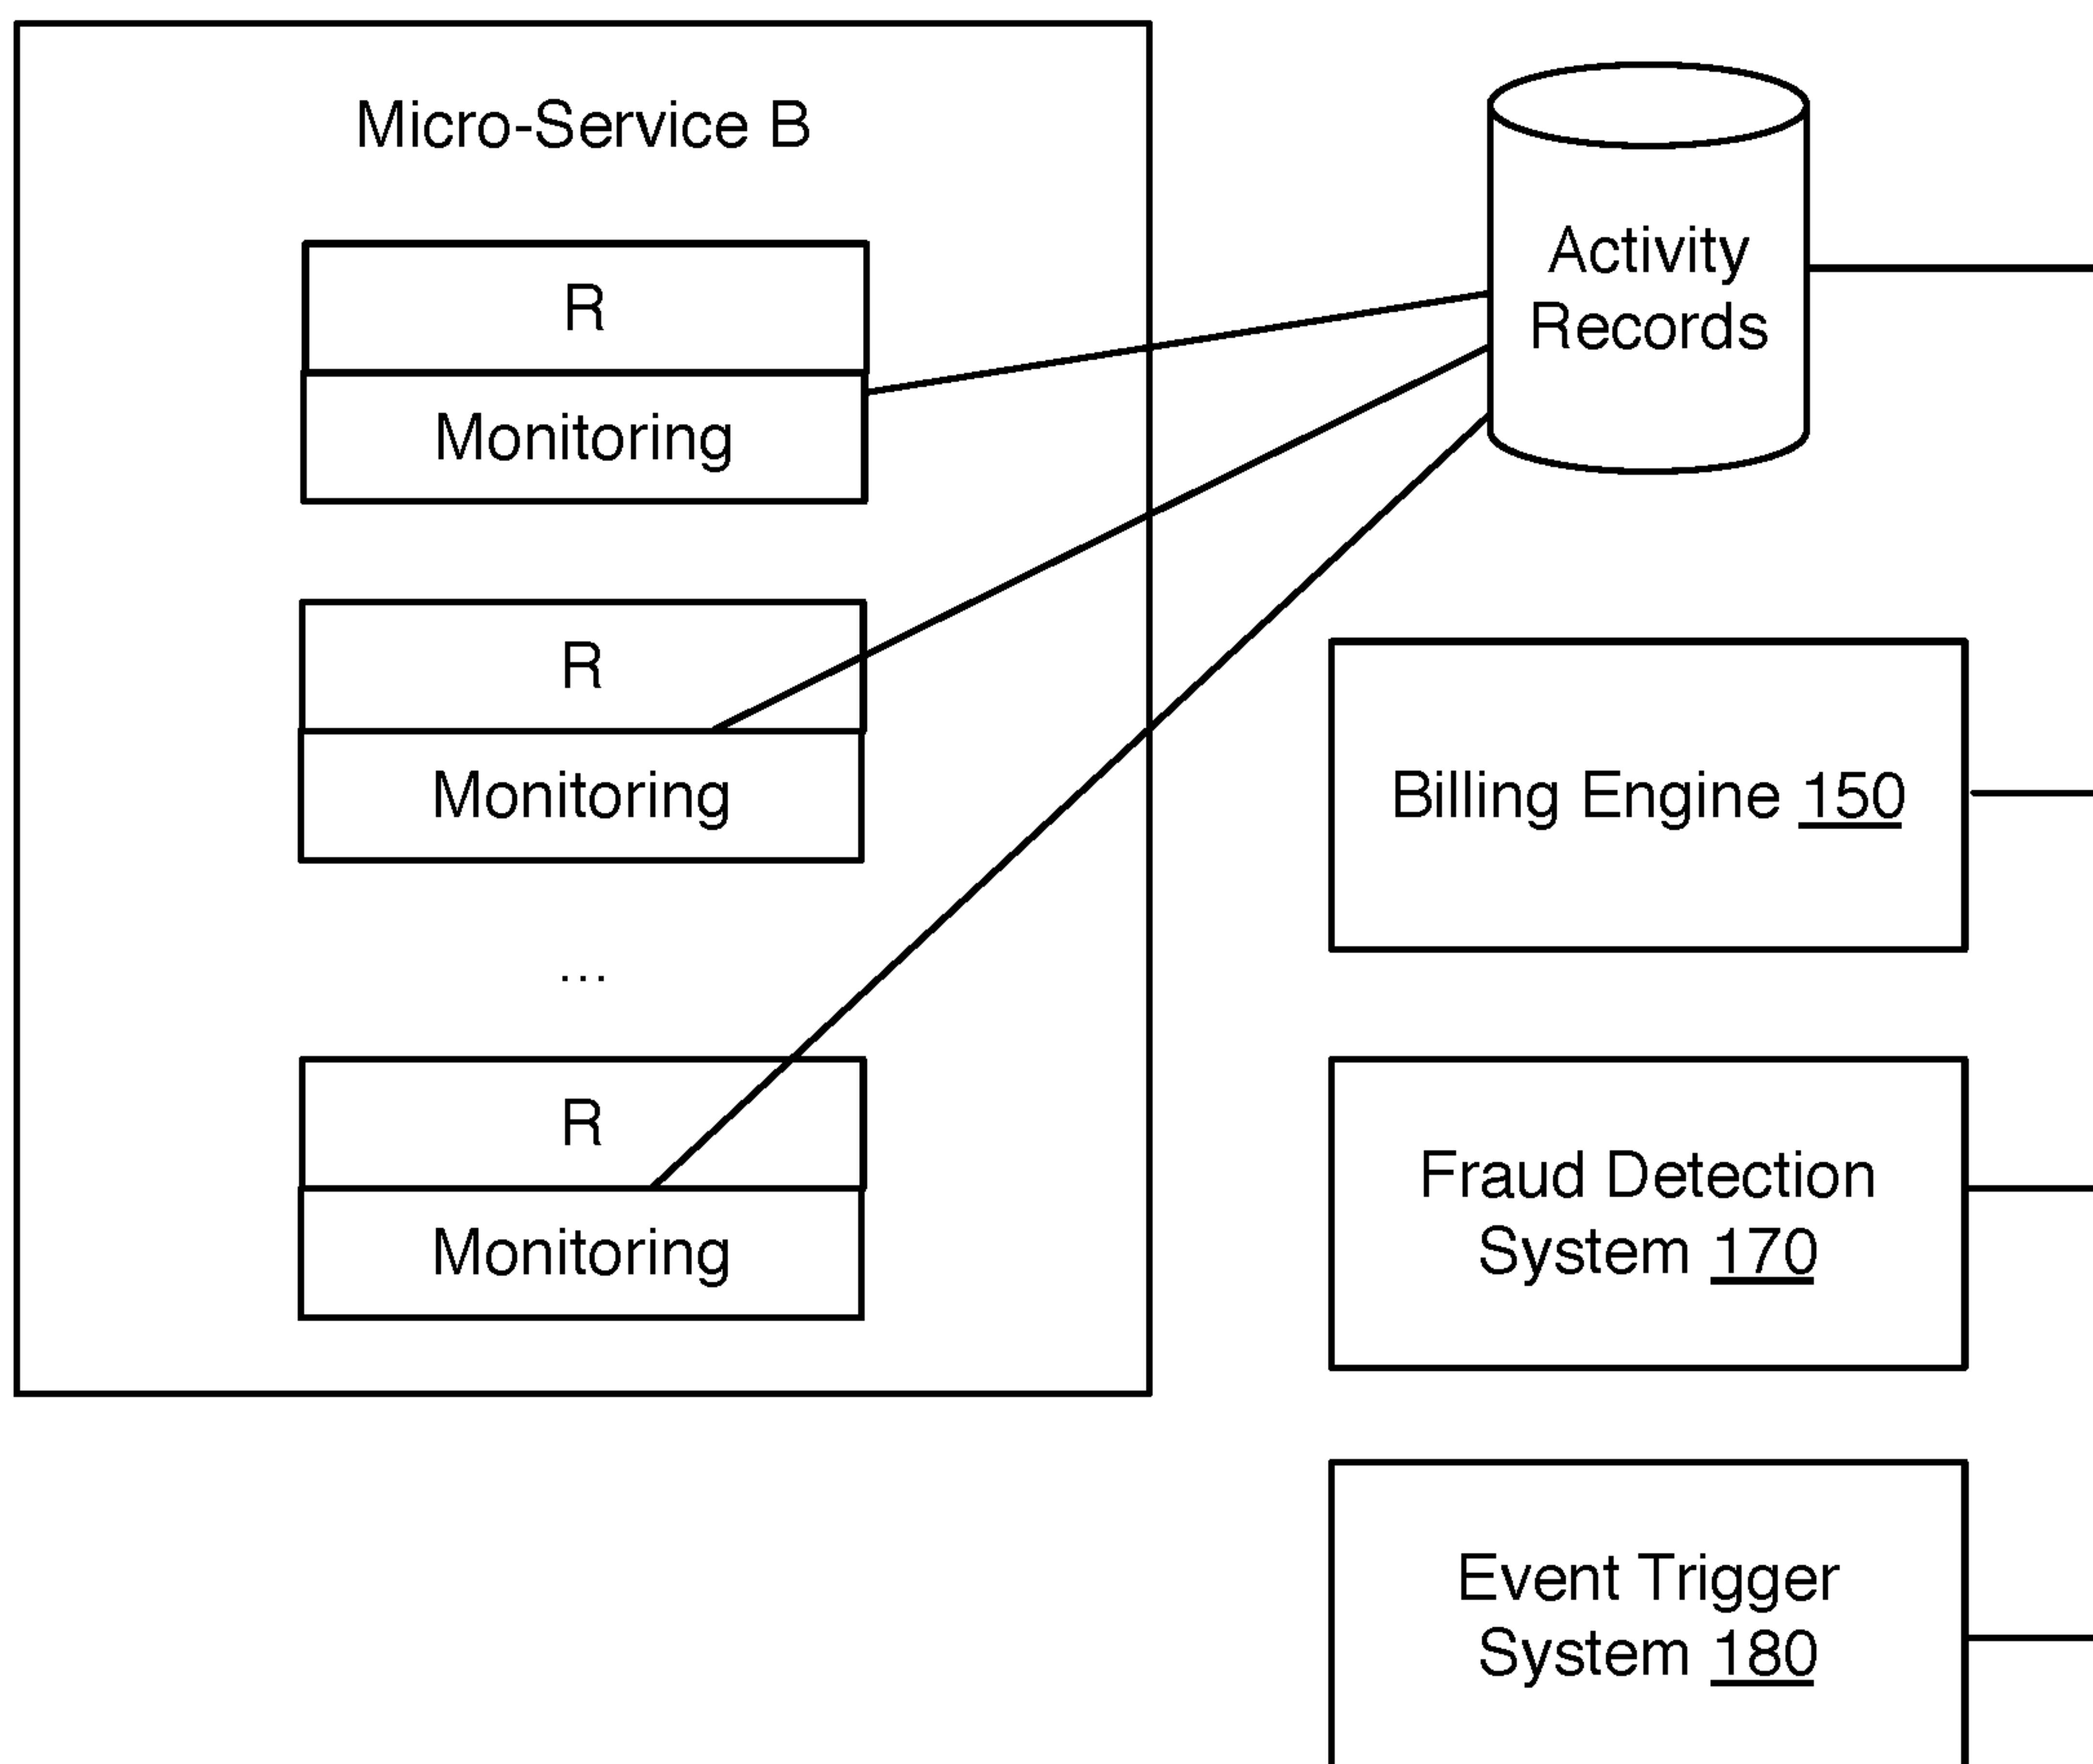 Micro-Service B
R
Monitoring
R
Monitoring
...
R
Monitoring
Activity
Records
Billing Engine 150
Fraud Detection
System 170
Event Trigger
System 180